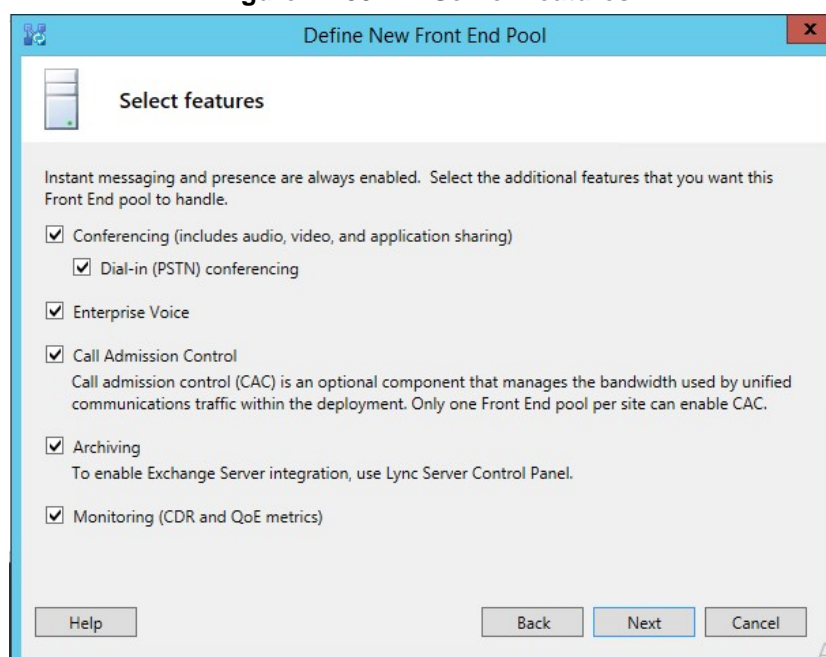 Define New Front End Pool
x
Select features
Instant messaging and presence are always enabled. Select the additional features that you want this
Front End pool to handle.
Conferencing (includes audio, video, and application sharing)
Dial-in (PSTN) conferencing
Enterprise Voice
Call Admission Control
Call admission control (CAC) is an optional component that manages the bandwidth used by unified
communications traffic within the deployment. Only one Front End pool per site can enable CAC.
Archiving
To enable Exchange Server integration, use Lync Server Control Panel.
Monitoring (CDR and QoE metrics)
Help Back Next Cancel